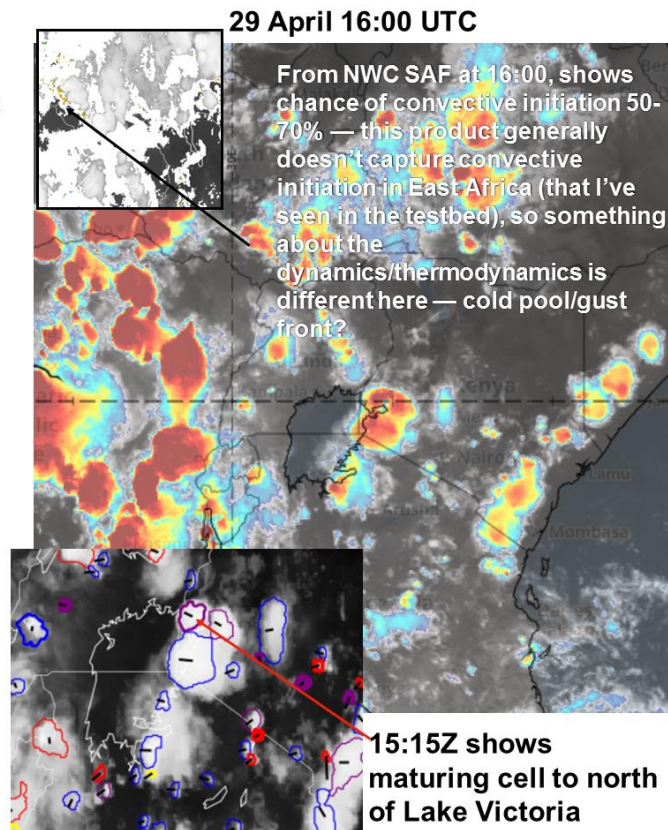 29 April 16:00 UTC
From NWC SAF at 16:00, shows
chance of convective initiation 50-
70% — this product generally
doesn't capture convective
initiation in East Africa (that I've
seen in the testbed), so something
about the
dynamics/thermodynamics is
different here — cold pool/gust
front?
30E
Lamu
Mombasa
15:15Z shows
maturing cell to north
of Lake Victoria